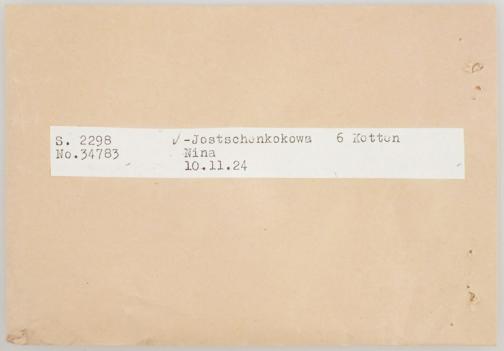 S. 2298 ✓-Jostschenkokowa 6 Ketten
No.34783 Nina
10.11.24